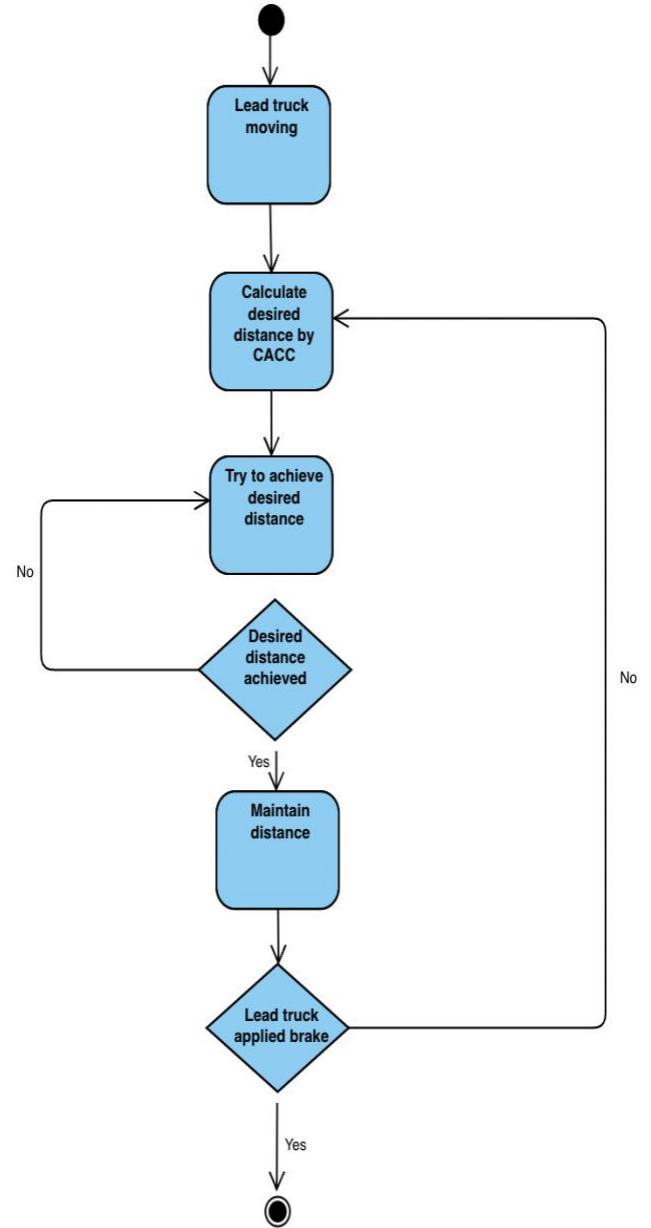 Lead truck
moving
Calculate
desired
distance by
CACC
Try to achieve
desired
distance
No
Desired
distance
achieved
No
Yes
Maintain
distance
Lead truck
applied brake
Yes